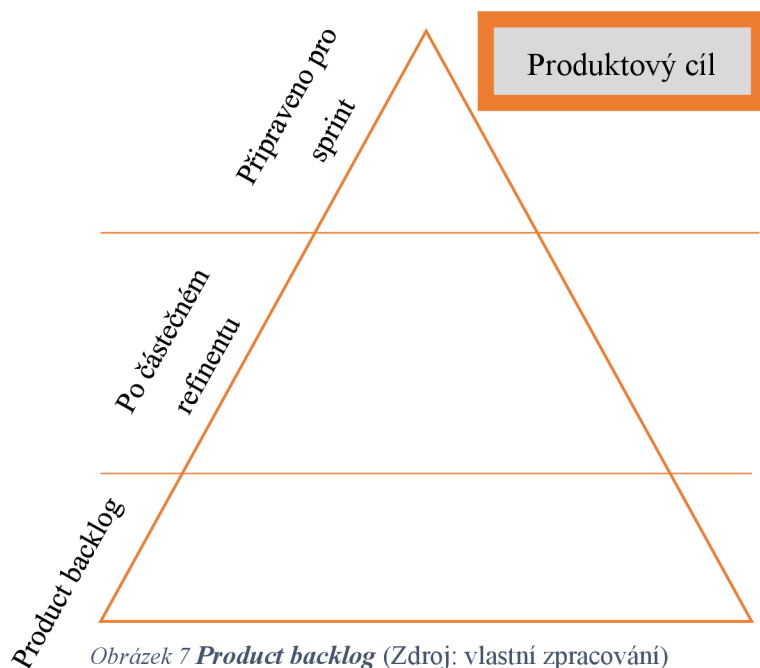 Produktový cíl
Připraveno pro
sprint
Po částečném
refinentu
Product backlog
Obrázek 7 Product backlog (Zdroj: vlastní zpracování)